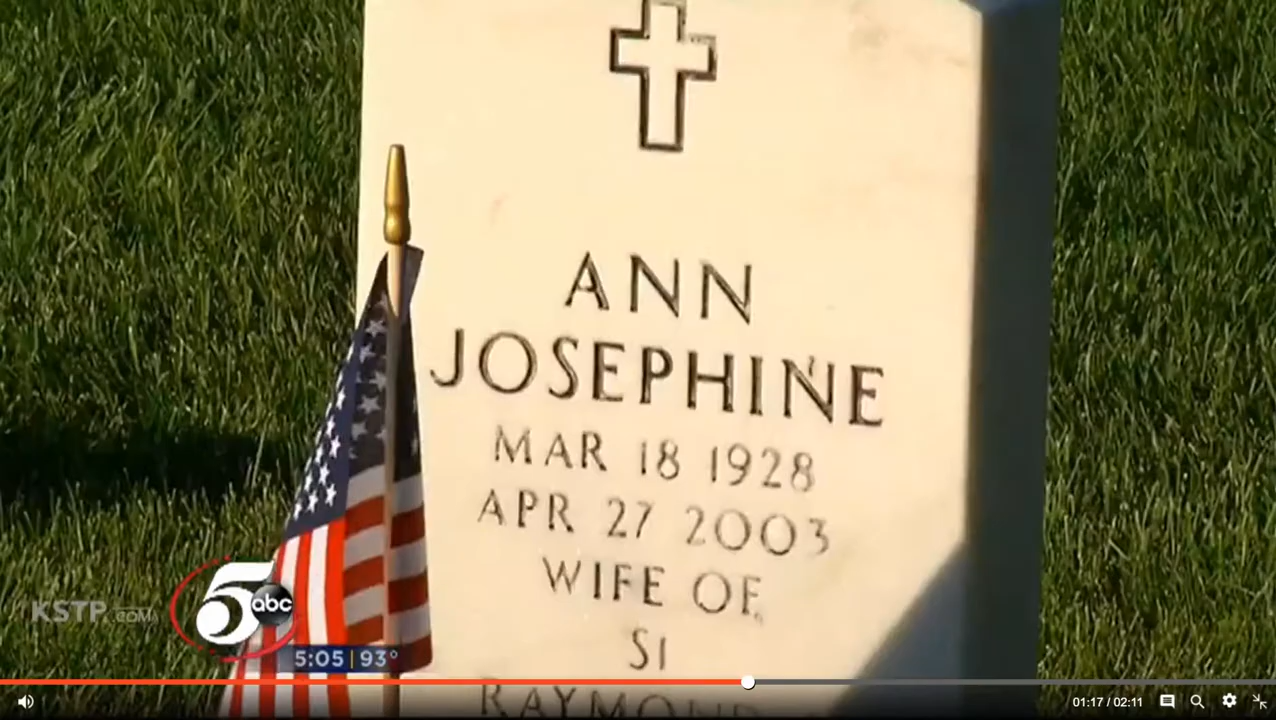 ANN
JOSEPHINE
MAR 18 1928
APR 27 2003
WIFE OF
S1
RAYMOND
KSTP.COM
5 abc
5:05 | 93°
01:17 / 02:11